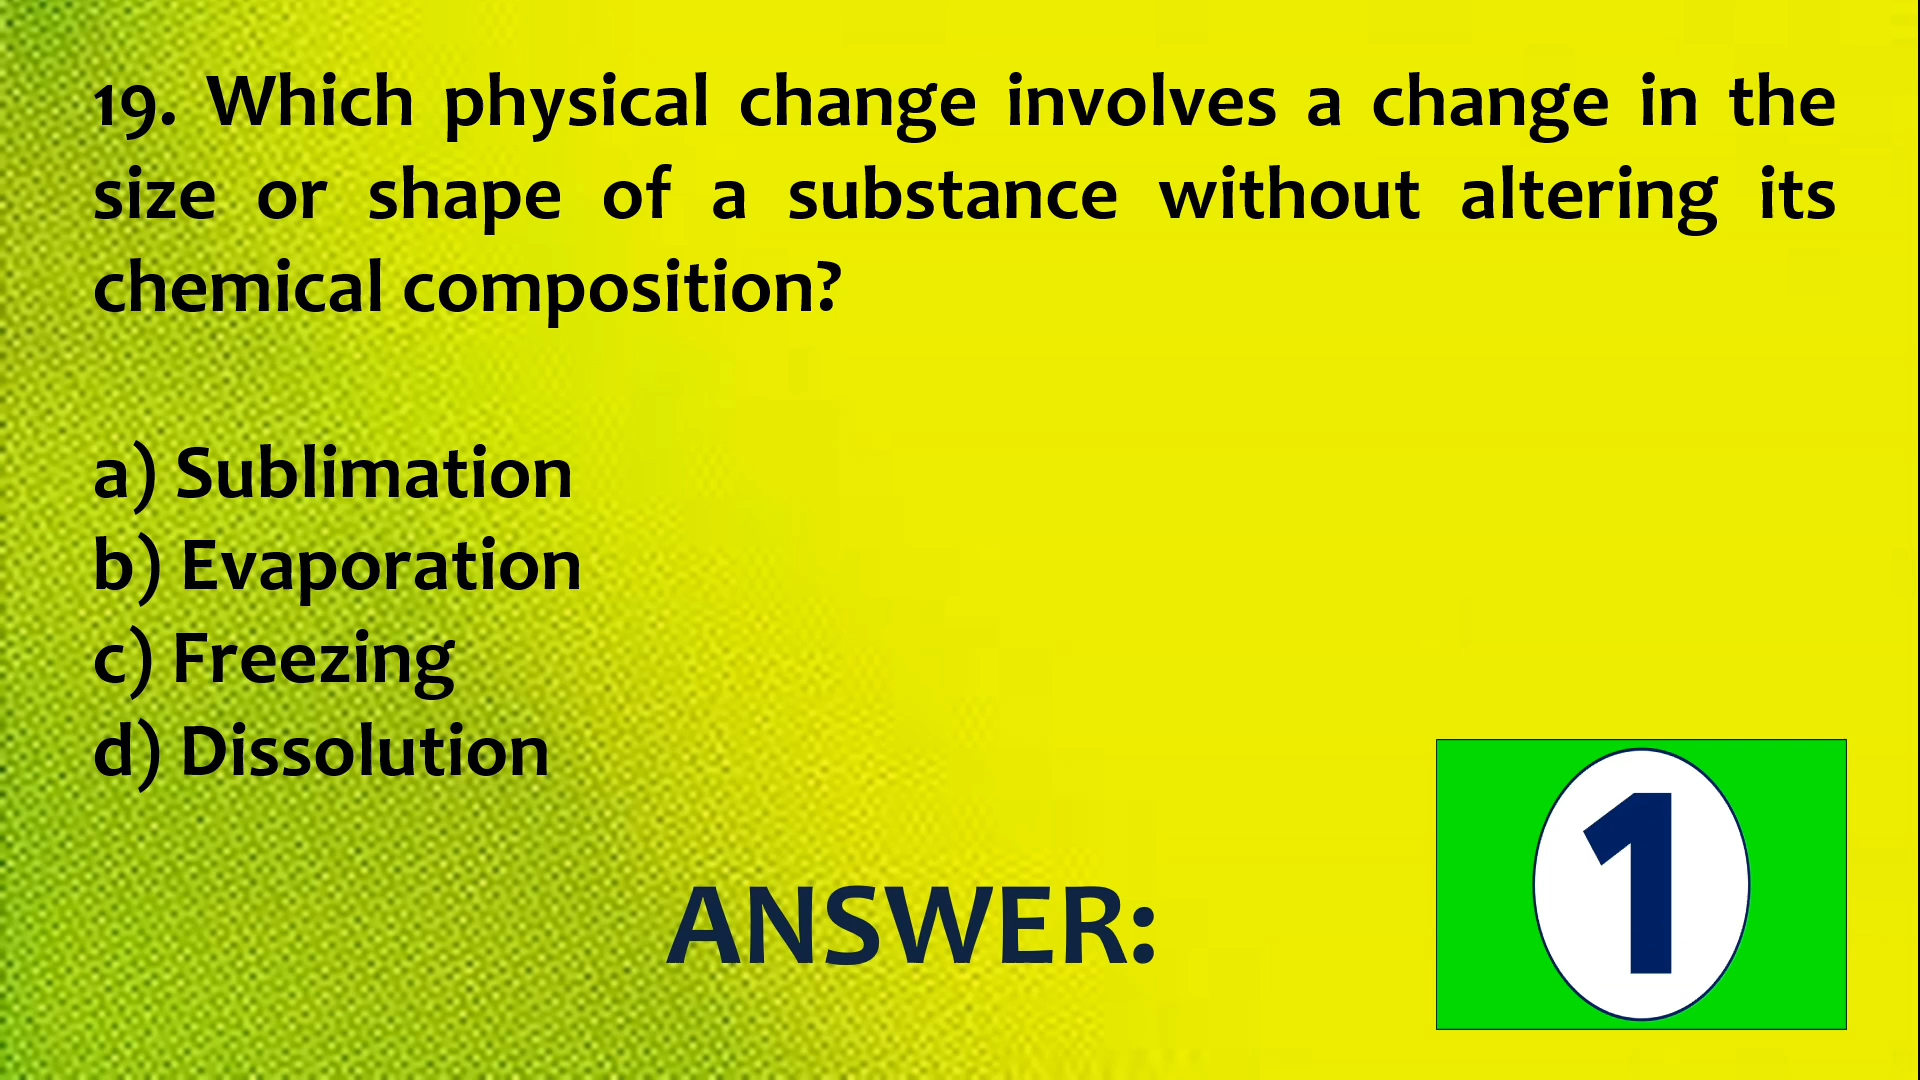 19. Which physical change involves a change in the
size or shape of a substance without altering its
chemical composition?
a) Sublimation
b) Evaporation
c) Freezing
d) Dissolution
ANSWER:
1